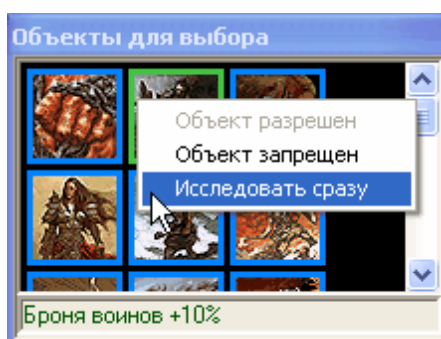 Объекты для выбора
Объект разрешен
Объект запрещен
Исследовать сразу
Броня воинов +10%